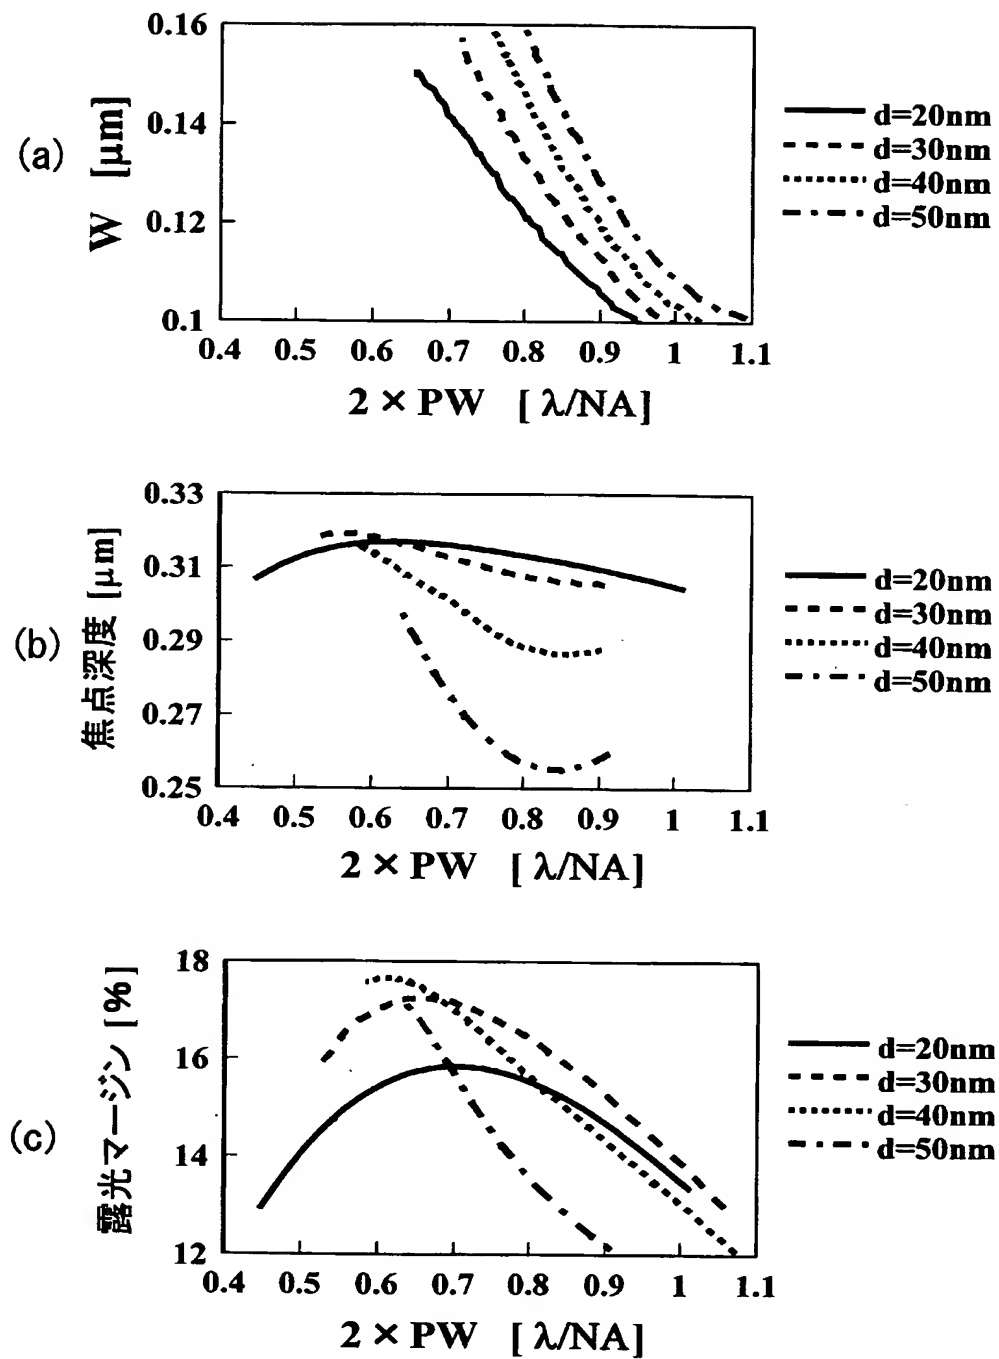 (a)
W [μm]
0.16
0.14
0.12
0.1
0.4 0.5 0.6 0.7 0.8 0.9 1 1.1
2 × PW [ λ/NA]
d=20nm
d=30nm
d=40nm
d=50nm
(b)
焦点深度 [μm]
0.33
0.31
0.29
0.27
0.25
0.4 0.5 0.6 0.7 0.8 0.9 1 1.1
2 × PW [ λ/NA]
d=20nm
d=30nm
d=40nm
d=50nm
(c)
露光マージン [%]
18
16
14
12
0.4 0.5 0.6 0.7 0.8 0.9 1 1.1
2 × PW [ λ/NA]
d=20nm
d=30nm
d=40nm
d=50nm